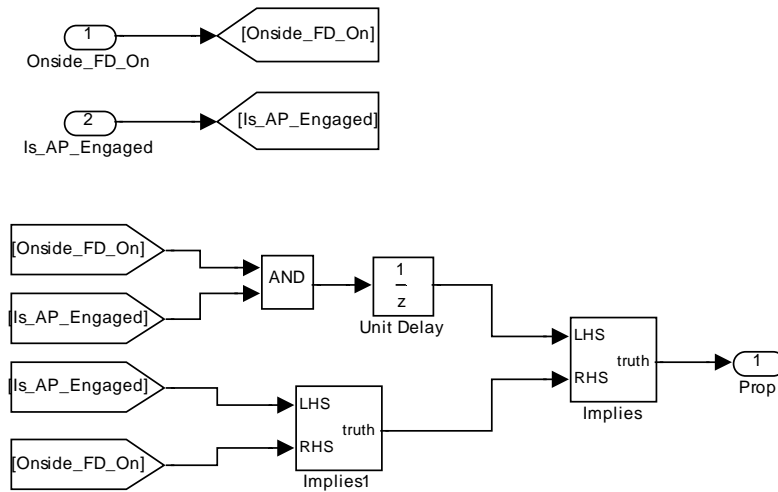 1
Onside_FD_On
[Onside_FD_On]
2
Is_AP_Engaged
[Is_AP_Engaged]
[Onside_FD_On]
[Is_AP_Engaged]
AND
1
z
Unit Delay
[Is_AP_Engaged]
[Onside_FD_On]
LHS
RHS
truth
Implies1
LHS
RHS
truth
Implies
1
Prop